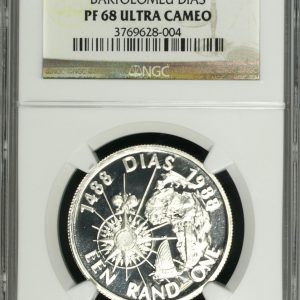 BARTOLOMEU DIAS
PF 68 ULTRA CAMEO
3769628-004
NGC
1488 DIAS 1988
EEN RAND ONE